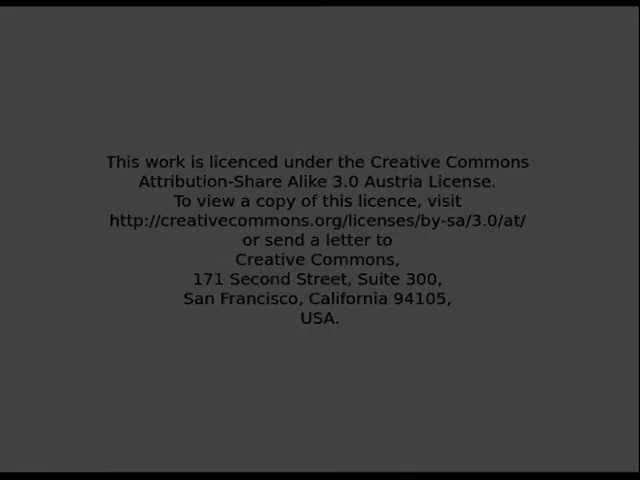 This work is licenced under the Creative Commons
Attribution-Share Alike 3.0 Austria License.
To view a copy of this licence, visit
http://creativecommons.org/licenses/by-sa/3.0/at/
or send a letter to
Creative Commons,
171 Second Street, Suite 300,
San Francisco, California 94105,
USA.